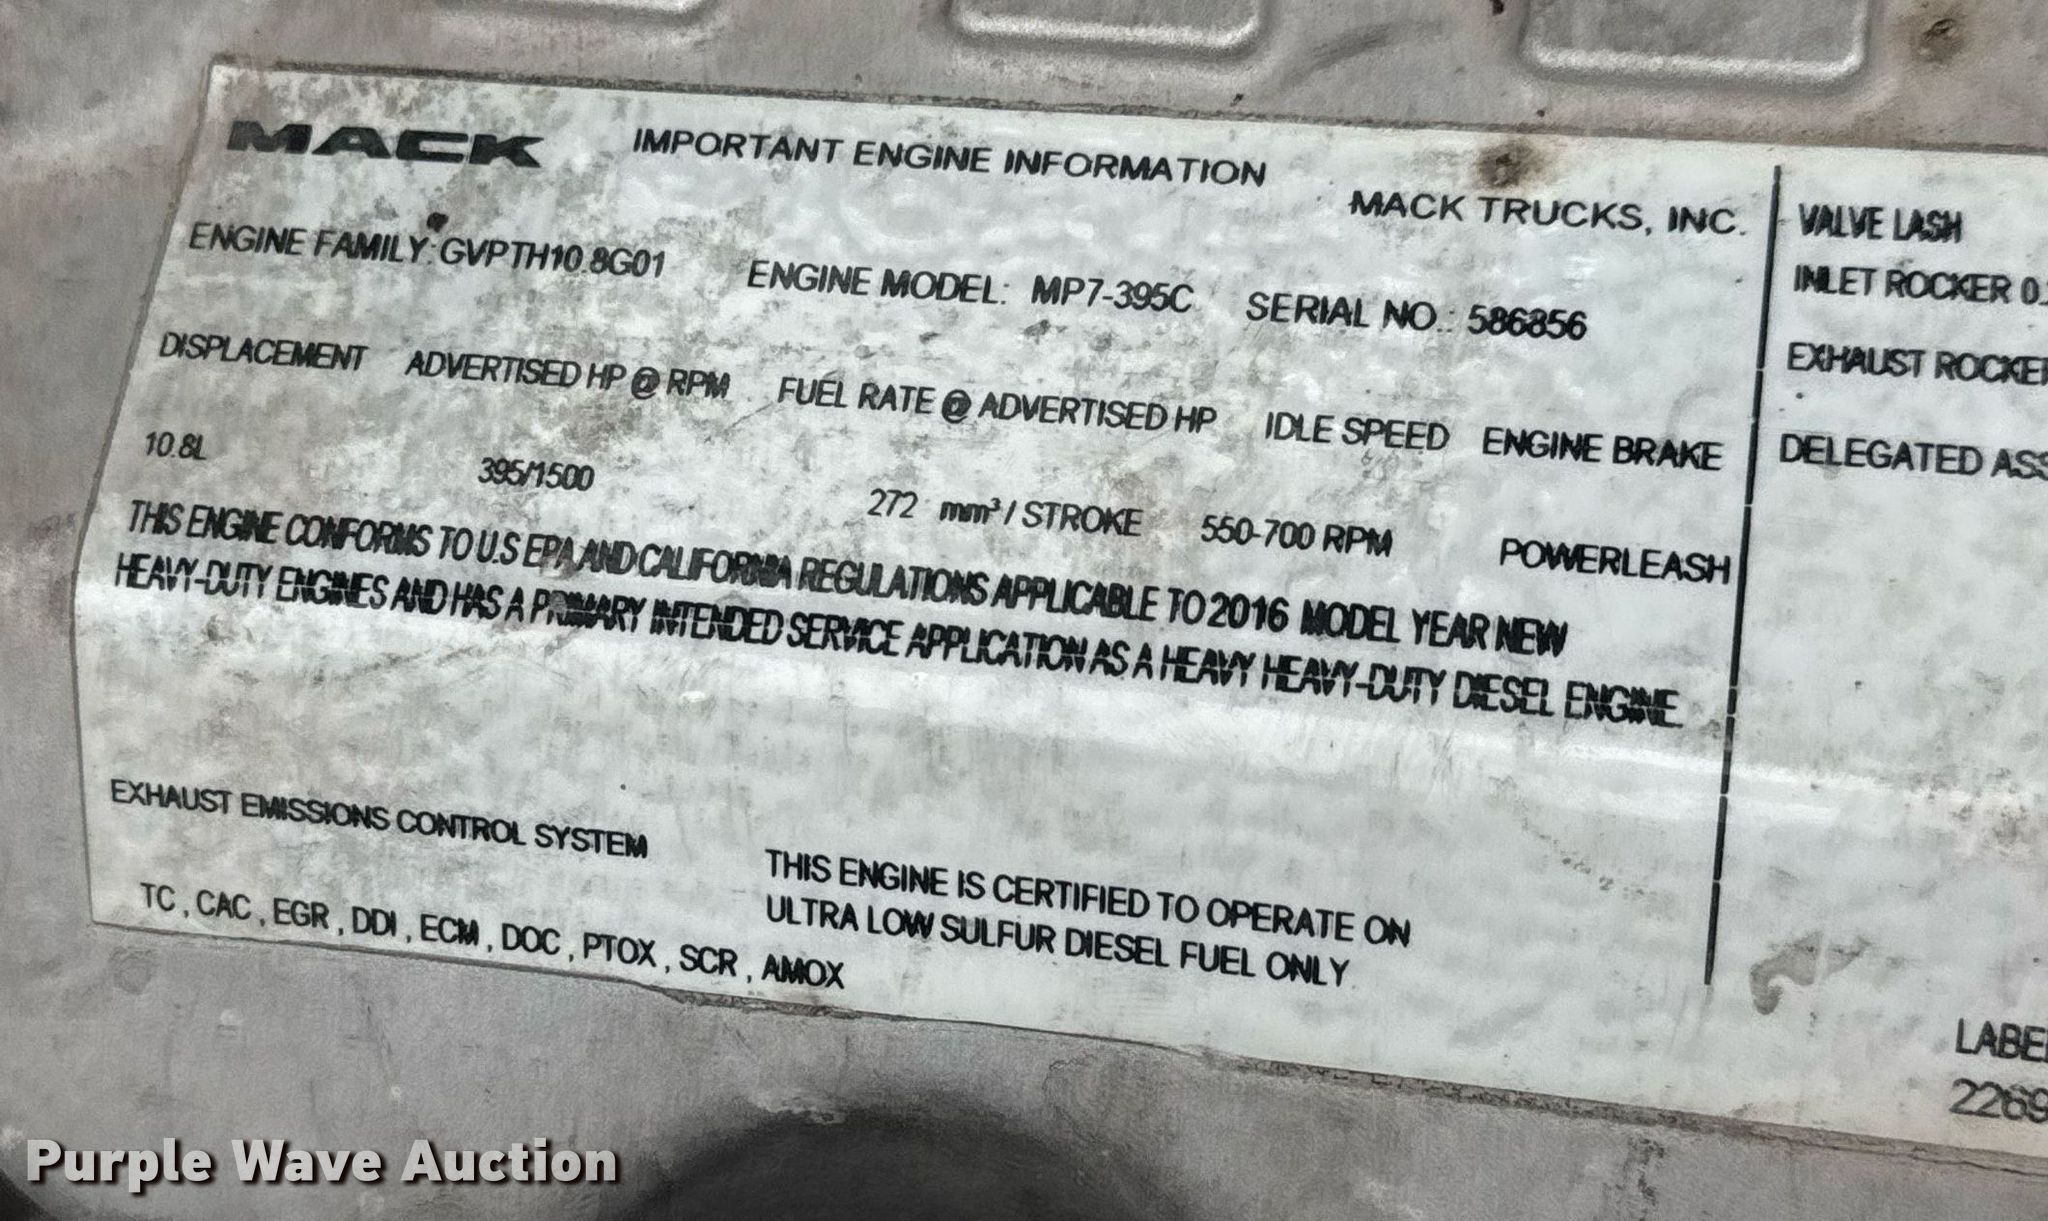 MACK IMPORTANT ENGINE INFORMATION
MACK TRUCKS, INC.
ENGINE FAMILY: GVPTH10.8G01 ENGINE MODEL: MP7-395C SERIAL NO.: 586856
DISPLACEMENT ADVERTISED HP @ RPM FUEL RATE @ ADVERTISED HP IDLE SPEED ENGINE BRAKE
10.8L 395/1500 272 mm³ / STROKE 550-700 RPM POWERLEASH
THIS ENGINE CONFORMS TO U.S EPA AND CALIFORNIA REGULATIONS APPLICABLE TO 2016 MODEL YEAR NEW
HEAVY-DUTY ENGINES AND HAS A PRIMARY INTENDED SERVICE APPLICATION AS A HEAVY HEAVY-DUTY DIESEL ENGINE.
EXHAUST EMISSIONS CONTROL SYSTEM
TC , CAC , EGR , DDI , ECM , DOC , PTOX , SCR , AMOX
THIS ENGINE IS CERTIFIED TO OPERATE ON
ULTRA LOW SULFUR DIESEL FUEL ONLY.
VALVE LASH
INLET ROCKER 0.
EXHAUST ROCKER
DELEGATED ASS
LABEL
2269
Purple Wave Auction